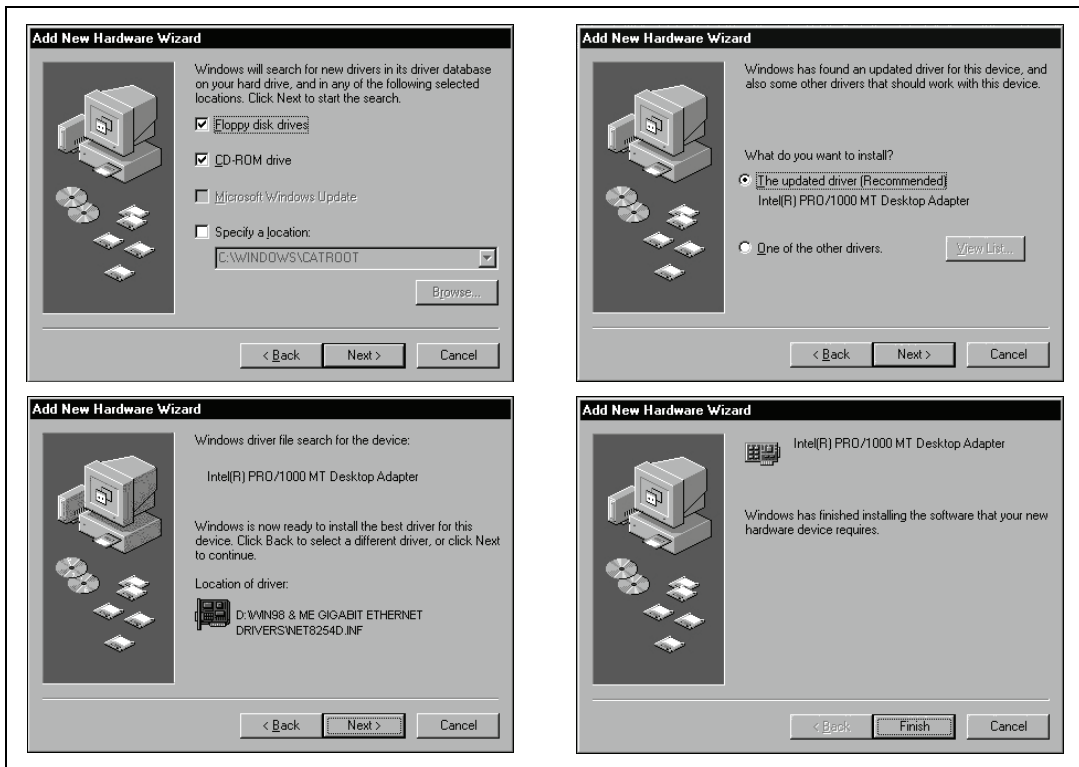 Add New Hardware Wizard
Windows will search for new drivers in its driver database
on your hard drive, and in any of the following selected
locations. Click Next to start the search.
Floppy disk drives
CD-ROM drive
Microsoft Windows Update
Specify a location:
C:\WINDOWS\CATROOT
Browse...
< Back
Next >
Cancel
Add New Hardware Wizard
Windows has found an updated driver for this device, and
also some other drivers that should work with this device.
What do you want to install?
The updated driver (Recommended)
Intel(R) PRO/1000 MT Desktop Adapter
One of the other drivers.
View List...
< Back
Next >
Cancel
Add New Hardware Wizard
Windows driver file search for the device:
Intel(R) PRO/1000 MT Desktop Adapter
Windows is now ready to install the best driver for this
device. Click Back to select a different driver, or click Next
to continue.
Location of driver:
D:\WIN98 & ME GIGABIT ETHERNET
DRIVERS\NET8254D.INF
< Back
Next >
Cancel
Add New Hardware Wizard
Intel(R) PRO/1000 MT Desktop Adapter
Windows has finished installing the software that your new
hardware device requires.
< Back
Finish
Cancel